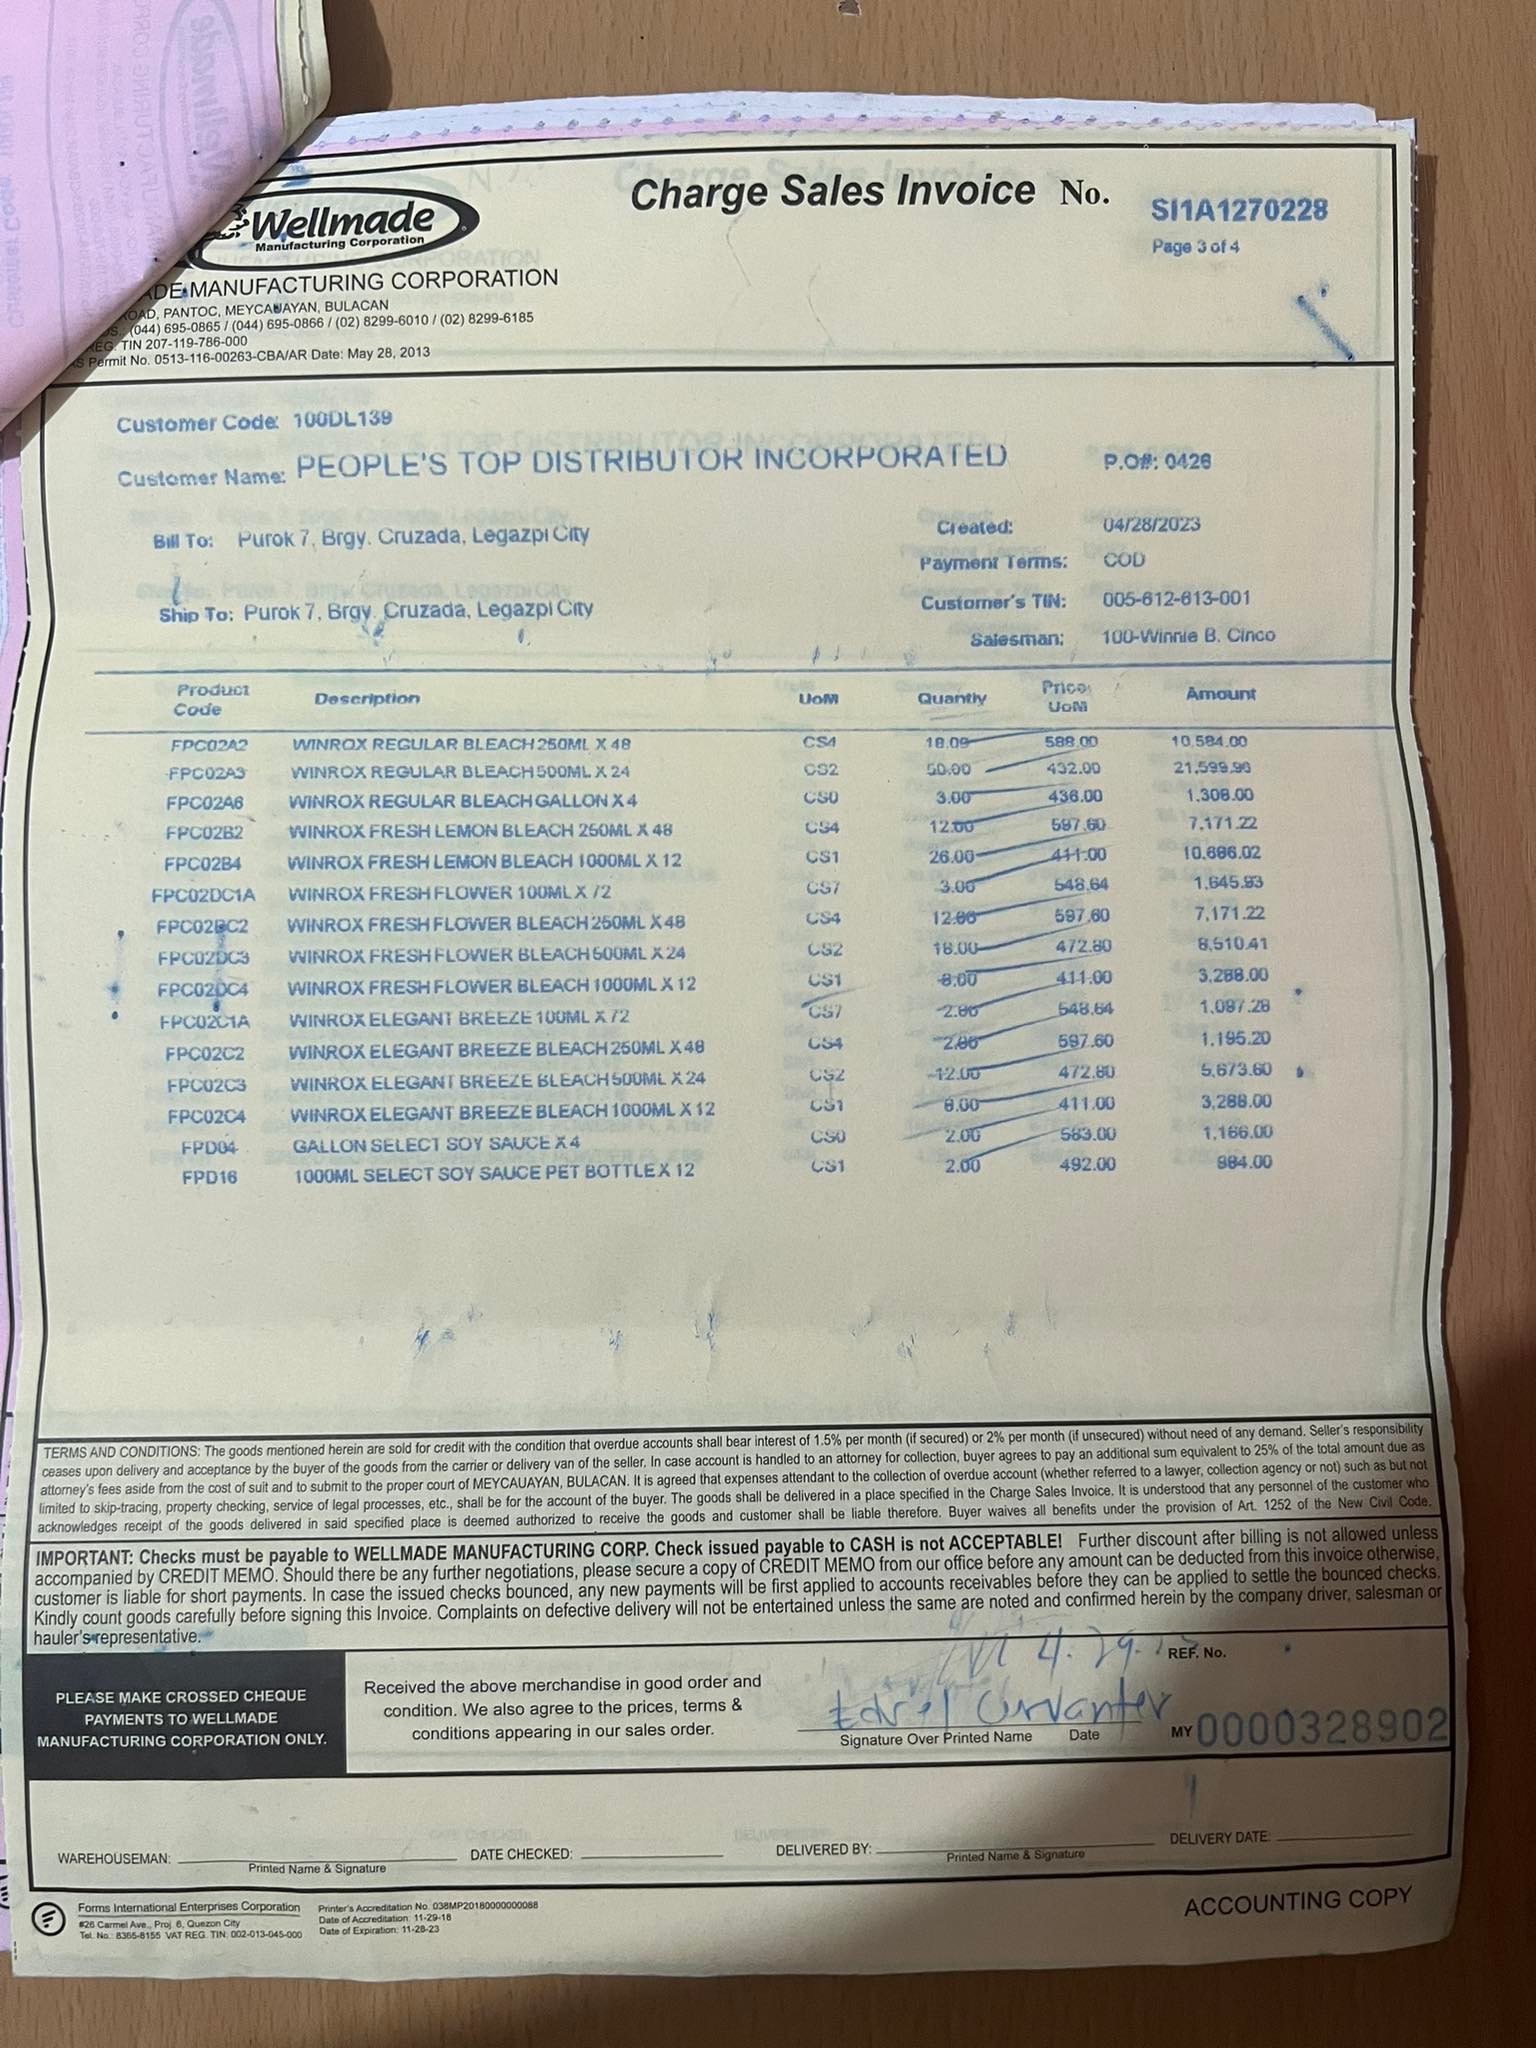 Wellmade
Manufacturing Corporation
Charge Sales Invoice No. SI1A1270228
Page 3 of 4
MANUFACTURING CORPORATION
ROAD, PANTOC, MEYCAUAYAN, BULACAN
(044) 695-0865 / (044) 695-0866 / (02) 8299-6010 / (02) 8299-6185
REG. TIN 207-119-786-000
Permit No. 0513-116-00263-CBA/AR Date: May 28, 2013
Customer Code: 100DL139
Customer Name: PEOPLE'S TOP DISTRIBUTOR INCORPORATED P.O#: 0426
Bill To: Purok 7, Brgy. Cruzada, Legazpi City
Created: 04/28/2023
Payment Terms: COD
Ship To: Purok 7, Brgy. Cruzada, Legazpi City
Customer's TIN: 005-612-613-001
Salesman: 100-Winnie B. Cinco
Product Code Description UoM Quantity Price/UoM Amount
FPC02A2 WINROX REGULAR BLEACH 250ML X 48 CS4 18.00 588.00 10,584.00
FPC02A3 WINROX REGULAR BLEACH 500ML X 24 CS2 50.00 432.00 21,599.96
FPC02A6 WINROX REGULAR BLEACH GALLON X 4 CS0 3.00 436.00 1,308.00
FPC02B2 WINROX FRESH LEMON BLEACH 250ML X 48 CS4 12.00 597.60 7,171.22
FPC02B4 WINROX FRESH LEMON BLEACH 1000ML X 12 CS1 26.00 411.00 10,686.02
FPC02DC1A WINROX FRESH FLOWER 100ML X 72 CS7 3.00 548.64 1,645.93
FPC02DC2 WINROX FRESH FLOWER BLEACH 250ML X 48 CS4 12.00 597.60 7,171.22
FPC02DC3 WINROX FRESH FLOWER BLEACH 500ML X 24 CS2 18.00 472.80 8,510.41
FPC02DC4 WINROX FRESH FLOWER BLEACH 1000ML X 12 CS1 8.00 411.00 3,288.00
FPC02C1A WINROX ELEGANT BREEZE 100ML X 72 CS7 2.00 548.64 1,097.28
FPC02C2 WINROX ELEGANT BREEZE BLEACH 250ML X 48 CS4 2.00 597.60 1,195.20
FPC02C3 WINROX ELEGANT BREEZE BLEACH 500ML X 24 CS2 12.00 472.80 5,673.60
FPC02C4 WINROX ELEGANT BREEZE BLEACH 1000ML X 12 CS1 8.00 411.00 3,288.00
FPD04 GALLON SELECT SOY SAUCE X 4 CS0 2.00 583.00 1,166.00
FPD16 1000ML SELECT SOY SAUCE PET BOTTLE X 12 CS1 2.00 492.00 984.00
TERMS AND CONDITIONS: The goods mentioned herein are sold for credit with the condition that overdue accounts shall bear interest of 1.5% per month (if secured) or 2% per month (if unsecured) without need of any demand. Seller's responsibility
ceases upon delivery and acceptance by the buyer of the goods from the carrier or delivery van of the seller. In case account is handled to an attorney for collection, buyer agrees to pay an additional sum equivalent to 25% of the total amount due as
attorney's fees aside from the cost of suit and to submit to the proper court of MEYCAUAYAN, BULACAN. It is agreed that expenses attendant to the collection of overdue account (whether referred to a lawyer, collection agency or not) such as but not
limited to skip-tracing, property checking, service of legal processes, etc., shall be for the account of the buyer. The goods shall be delivered in a place specified in the Charge Sales Invoice. It is understood that any personnel of the customer who
acknowledges receipt of the goods delivered in said specified place is deemed authorized to receive the goods and customer shall be liable therefore. Buyer waives all benefits under the provision of Art. 1252 of the New Civil Code.
IMPORTANT: Checks must be payable to WELLMADE MANUFACTURING CORP. Check issued payable to CASH is not ACCEPTABLE! Further discount after billing is not allowed unless
accompanied by CREDIT MEMO. Should there be any further negotiations, please secure a copy of CREDIT MEMO from our office before any amount can be deducted from this invoice otherwise,
customer is liable for short payments. In case the issued checks bounced, any new payments will be first applied to accounts receivables before they can be applied to settle the bounced checks.
Kindly count goods carefully before signing this Invoice. Complaints on defective delivery will not be entertained unless the same are noted and confirmed herein by the company driver, salesman or
hauler's representative.
PLEASE MAKE CROSSED CHEQUE
PAYMENTS TO WELLMADE
MANUFACTURING CORPORATION ONLY.
Received the above merchandise in good order and
condition. We also agree to the prices, terms &
conditions appearing in our sales order.
4.29
Signature Over Printed Name Date
REF. No.
MY 0000328902
WAREHOUSEMAN: DATE CHECKED: DELIVERED BY: DELIVERY DATE:
Printed Name & Signature Printed Name & Signature
Forms International Enterprises Corporation
#26 Carmel Ave., Proj. 6, Quezon City
Tel. No.: 8365-8155 VAT REG. TIN: 002-013-045-000
Printer's Accreditation No. 038MP20180000000088
Date of Accreditation: 11-29-18
Date of Expiration: 11-28-23
ACCOUNTING COPY